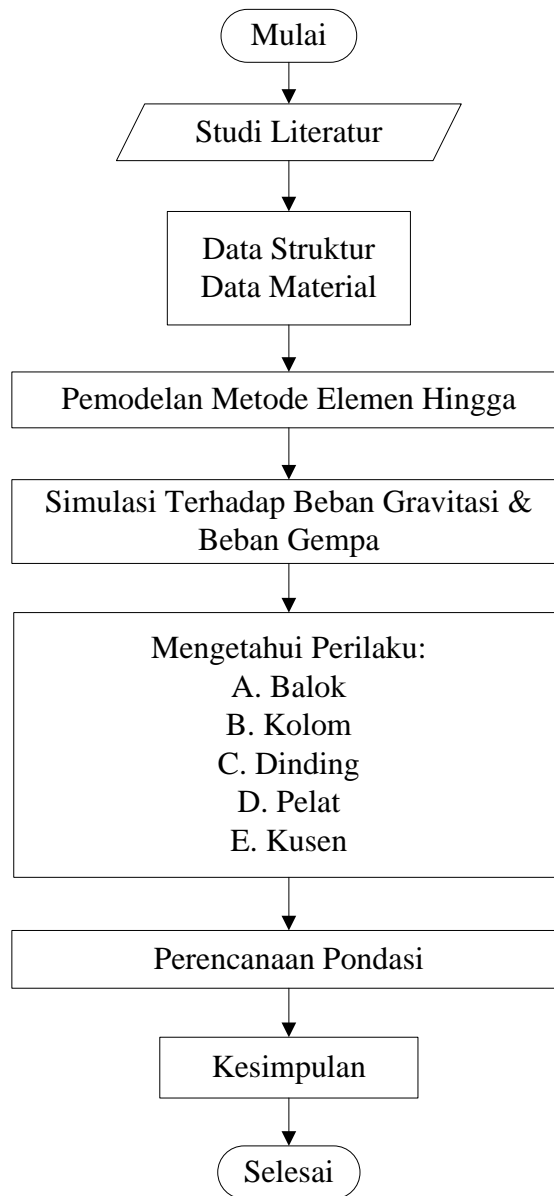 Mulai
Studi Literatur
Data Struktur
Data Material
Pemodelan Metode Elemen Hingga
Simulasi Terhadap Beban Gravitasi &
Beban Gempa
Mengetahui Perilaku:
A. Balok
B. Kolom
C. Dinding
D. Pelat
E. Kusen
Perencanaan Pondasi
Kesimpulan
Selesai